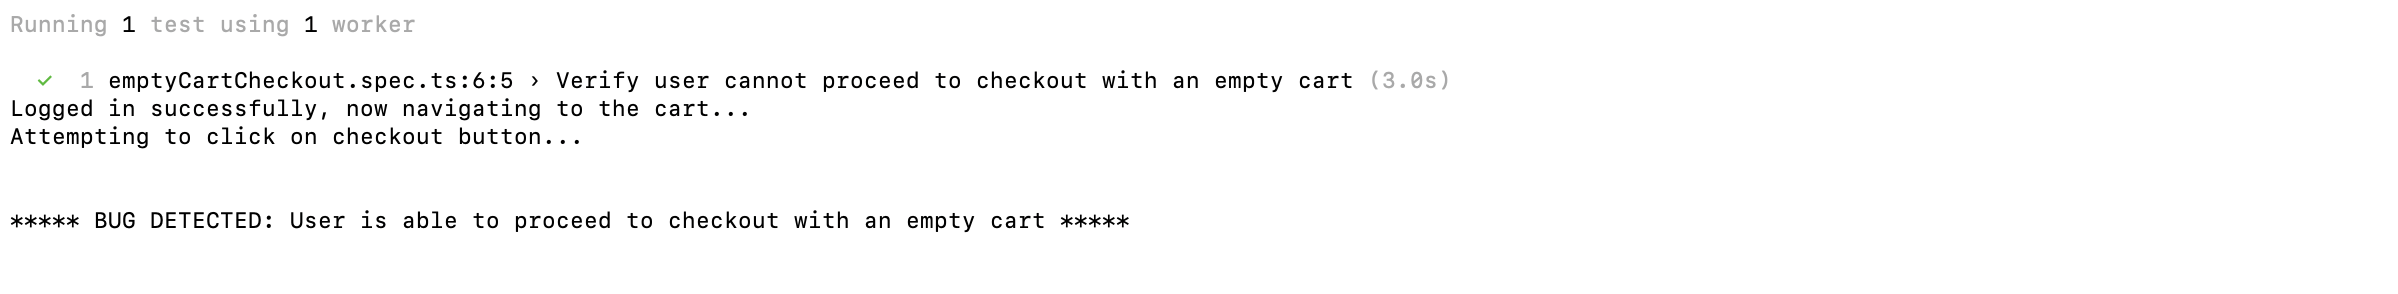 Running 1 test using 1 worker
✓ 1 emptyCartCheckout.spec.ts:6:5 › Verify user cannot proceed to checkout with an empty cart (3.0s)
Logged in successfully, now navigating to the cart...
Attempting to click on checkout button...
***** BUG DETECTED: User is able to proceed to checkout with an empty cart *****